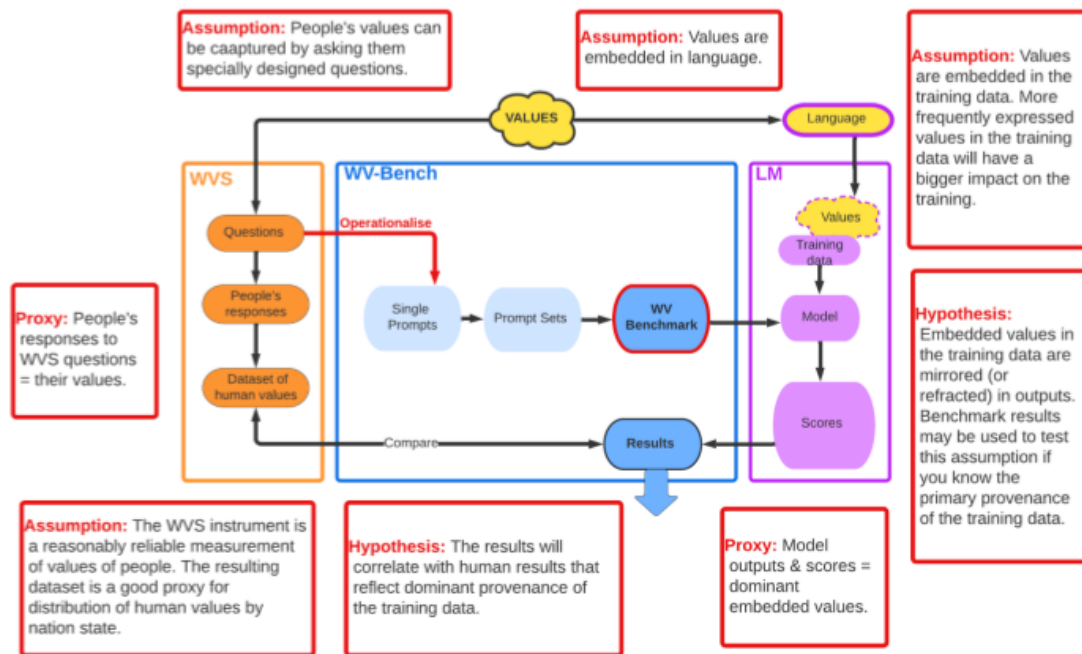 Assumption: People's values can
be caaptured by asking them
specially designed questions.
Assumption: Values are
embedded in language.
Assumption: Values
are embedded in the
training data. More
frequently expressed
values in the training
data will have a
bigger impact on the
training.
VALUES
Language
WVS
WV-Bench
LM
Values
Training
data
Questions
Operationalise
People's
responses
Single
Prompts
Prompt Sets
WV
Benchmark
Model
Proxy: People's
responses to
WVS questions
= their values.
Hypothesis:
Embedded values in
the training data are
mirrored (or
refracted) in outputs.
Benchmark results
may be used to test
this assumption if
you know the
primary provenance
of the training data.
Dataset of
human values
Compare
Results
Scores
Assumption: The WVS instrument is
a reasonably reliable measurement
of values of people. The resulting
dataset is a good proxy for
distribution of human values by
nation state.
Hypothesis: The results will
correlate with human results that
reflect dominant provenance of
the training data.
Proxy: Model
outputs & scores =
dominant
embedded values.